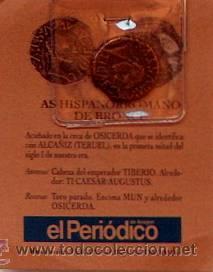 AS HISPANORROMANO
DE BRO
Acuñado en la ceca de OSICERDA que se identifica
con ALCAÑIZ (TERUEL), en la primera mitad del
siglo I de nuestra era.
Anverso: Cabeza del emperador TIBERIO. Alrede-
dor: TI CAESAR AUGUSTUS.
Reverso: Toro parado. Encima MUN y alrededor
OSICERDA.
el Periódico
de Aragón
todocoleccion.net